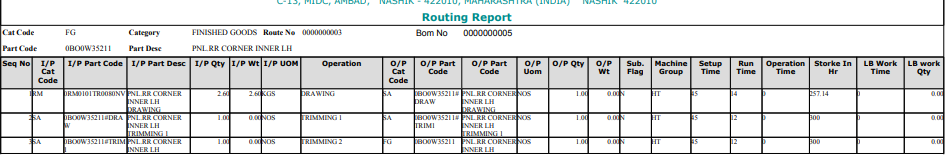 C-13, MIDC, AMBAD, NASHIK - 422010, MAHARASHTRA (INDIA) NASHIK 422010
Routing Report
Cat Code FG Category FINISHED GOODS Route No 0000000003 Bom No 0000000005
Part Code 0BO0W35211 Part Desc PNL.RR CORNER INNER LH
Seq No I/P Cat Code I/P Part Code I/P Part Desc I/P Qty I/P Wt I/P UOM Operation O/P Cat Code O/P Part Code O/P Part Code O/P Uom O/P Qty O/P Wt Sub. Flag Machine Group Setup Time Run Time Operation Time Storke In Hr LB Work Time LB work Qty
1 RM 0RM0101TR0080NV PNL.RR CORNER 2.60 2.60 KGS DRAWING SA 0BO0W35211# PNL.RR CORNER NOS 1.00 0.00 N HT 45 14 0 257.14 0 0.00
INNER LH DRAW INNER LH
DRAWING DRAWING
2 SA 0BO0W35211#DRA PNL.RR CORNER 1.00 0.00 NOS TRIMMING 1 SA 0BO0W35211# PNL.RR CORNER NOS 1.00 0.00 N HT 45 12 0 300 0 0.00
W INNER LH TRIM1 INNER LH
TRIMMING 1 TRIMMING 1
3 SA 0BO0W35211#TRIM PNL.RR CORNER 1.00 0.00 NOS TRIMMING 2 FG 0BO0W35211 PNL.RR CORNER NOS 1.00 0.00 N HT 45 12 0 300 0 0.00
1 INNER LH INNER LH